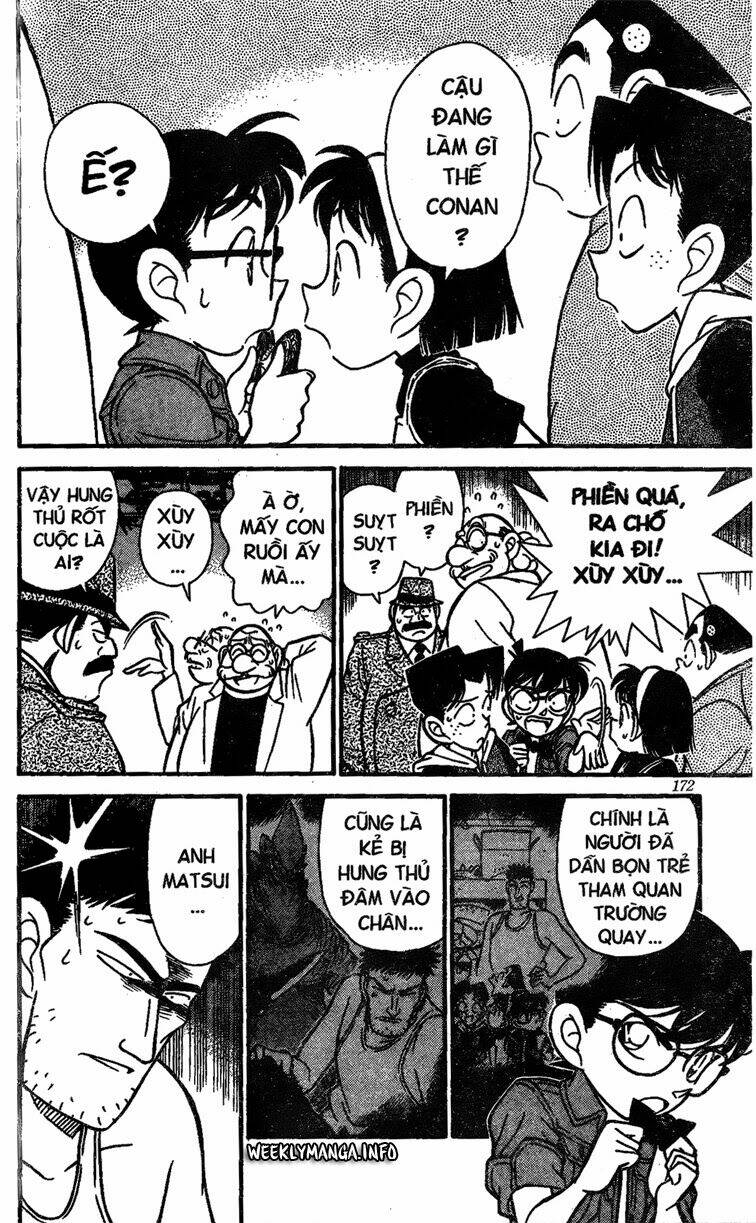 Ế?
CẬU
ĐANG
LÀM GÌ
THẾ
CONAN
?
PHIỀN QUÁ,
RA CHỖ
KIA ĐI!
XÙY XÙY...
PHIỀN
?
SUỴT
SUỴT
?
À Ờ,
MẤY CON
RUỒI ẤY
MÀ...
XÙY
XÙY
...
VẬY HUNG
THỦ RỐT
CUỘC LÀ
AI?
172
CHÍNH LÀ
NGƯỜI ĐÃ
DẪN BỌN TRẺ
THAM QUAN
TRƯỜNG
QUAY...
CŨNG LÀ
KẺ BỊ
HUNG THỦ
ĐÂM VÀO
CHÂN...
ANH
MATSUI
...
WEEKLYMANGA.INFO